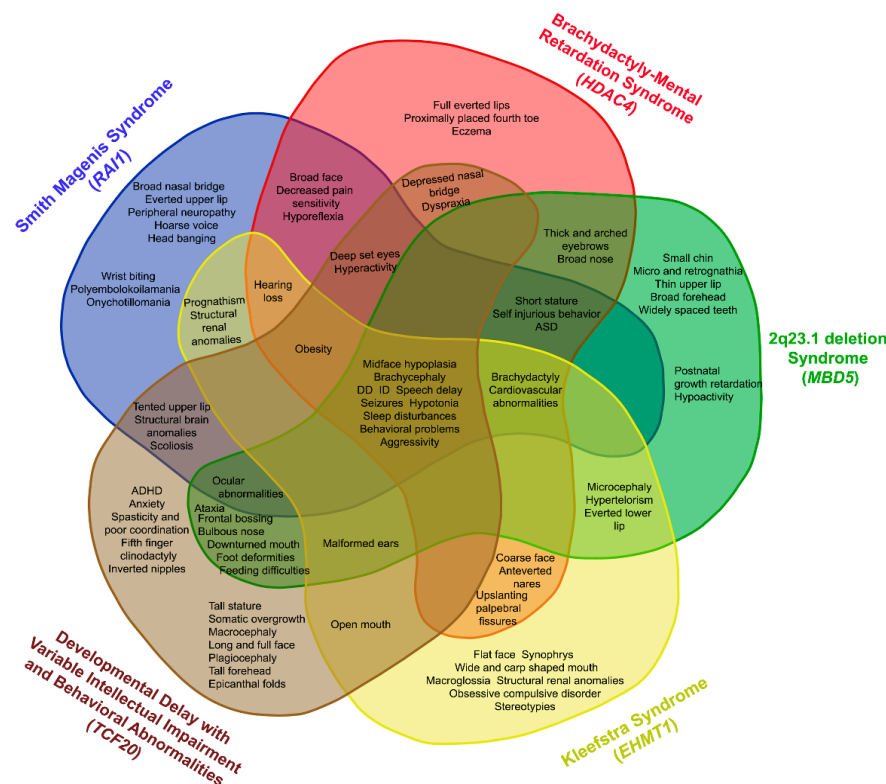 Brachydactyly-Mental
Retardation Syndrome
(HDAC4)
Smith Magenis Syndrome
(RAI1)
Full everted lips
Proximally placed fourth toe
Eczema
Broad face
Decreased pain
sensitivity
Hyporeflexia
Depressed nasal
bridge
Dyspraxia
Broad nasal bridge
Everted upper lip
Peripheral neuropathy
Hoarse voice
Head banging
Wrist biting
Polyembolokoilamania
Onychotillomania
Deep set eyes
Hyperactivity
Thick and arched
eyebrows
Broad nose
Small chin
Micro and retrognathia
Thin upper lip
Broad forehead
Widely spaced teeth
Prognathism
Structural
renal
anomalies
Hearing
loss
Short stature
Self injurious behavior
ASD
2q23.1 deletion
Syndrome
(MBD5)
Obesity
Midface hypoplasia
Brachycephaly
DD ID Speech delay
Seizures Hypotonia
Sleep disturbances
Behavioral problems
Aggressivity
Brachydactyly
Cardiovascular
abnormalities
Postnatal
growth retardation
Hypoactivity
Tented upper lip
Structural brain
anomalies
Scoliosis
Ocular
abnormalities
Microcephaly
Hypertelorism
Everted lower
lip
ADHD
Anxiety
Spasticity and
poor coordination
Fifth finger
clinodactyly
Inverted nipples
Ataxia
Frontal bossing
Bulbous nose
Downturned mouth
Foot deformities
Feeding difficulties
Malformed ears
Coarse face
Anteverted
nares
Upslanting
palpebral
fissures
Tall stature
Somatic overgrowth
Macrocephaly
Long and full face
Plagiocephaly
Tall forehead
Epicanthal folds
Open mouth
Flat face Synophrys
Wide and carp shaped mouth
Macroglossia Structural renal anomalies
Obsessive compulsive disorder
Stereotypies
Developmental Delay with
Variable Intellectual Impairment
and Behavioral Abnormalities
(TCF20)
Kleefstra Syndrome
(EHMT1)